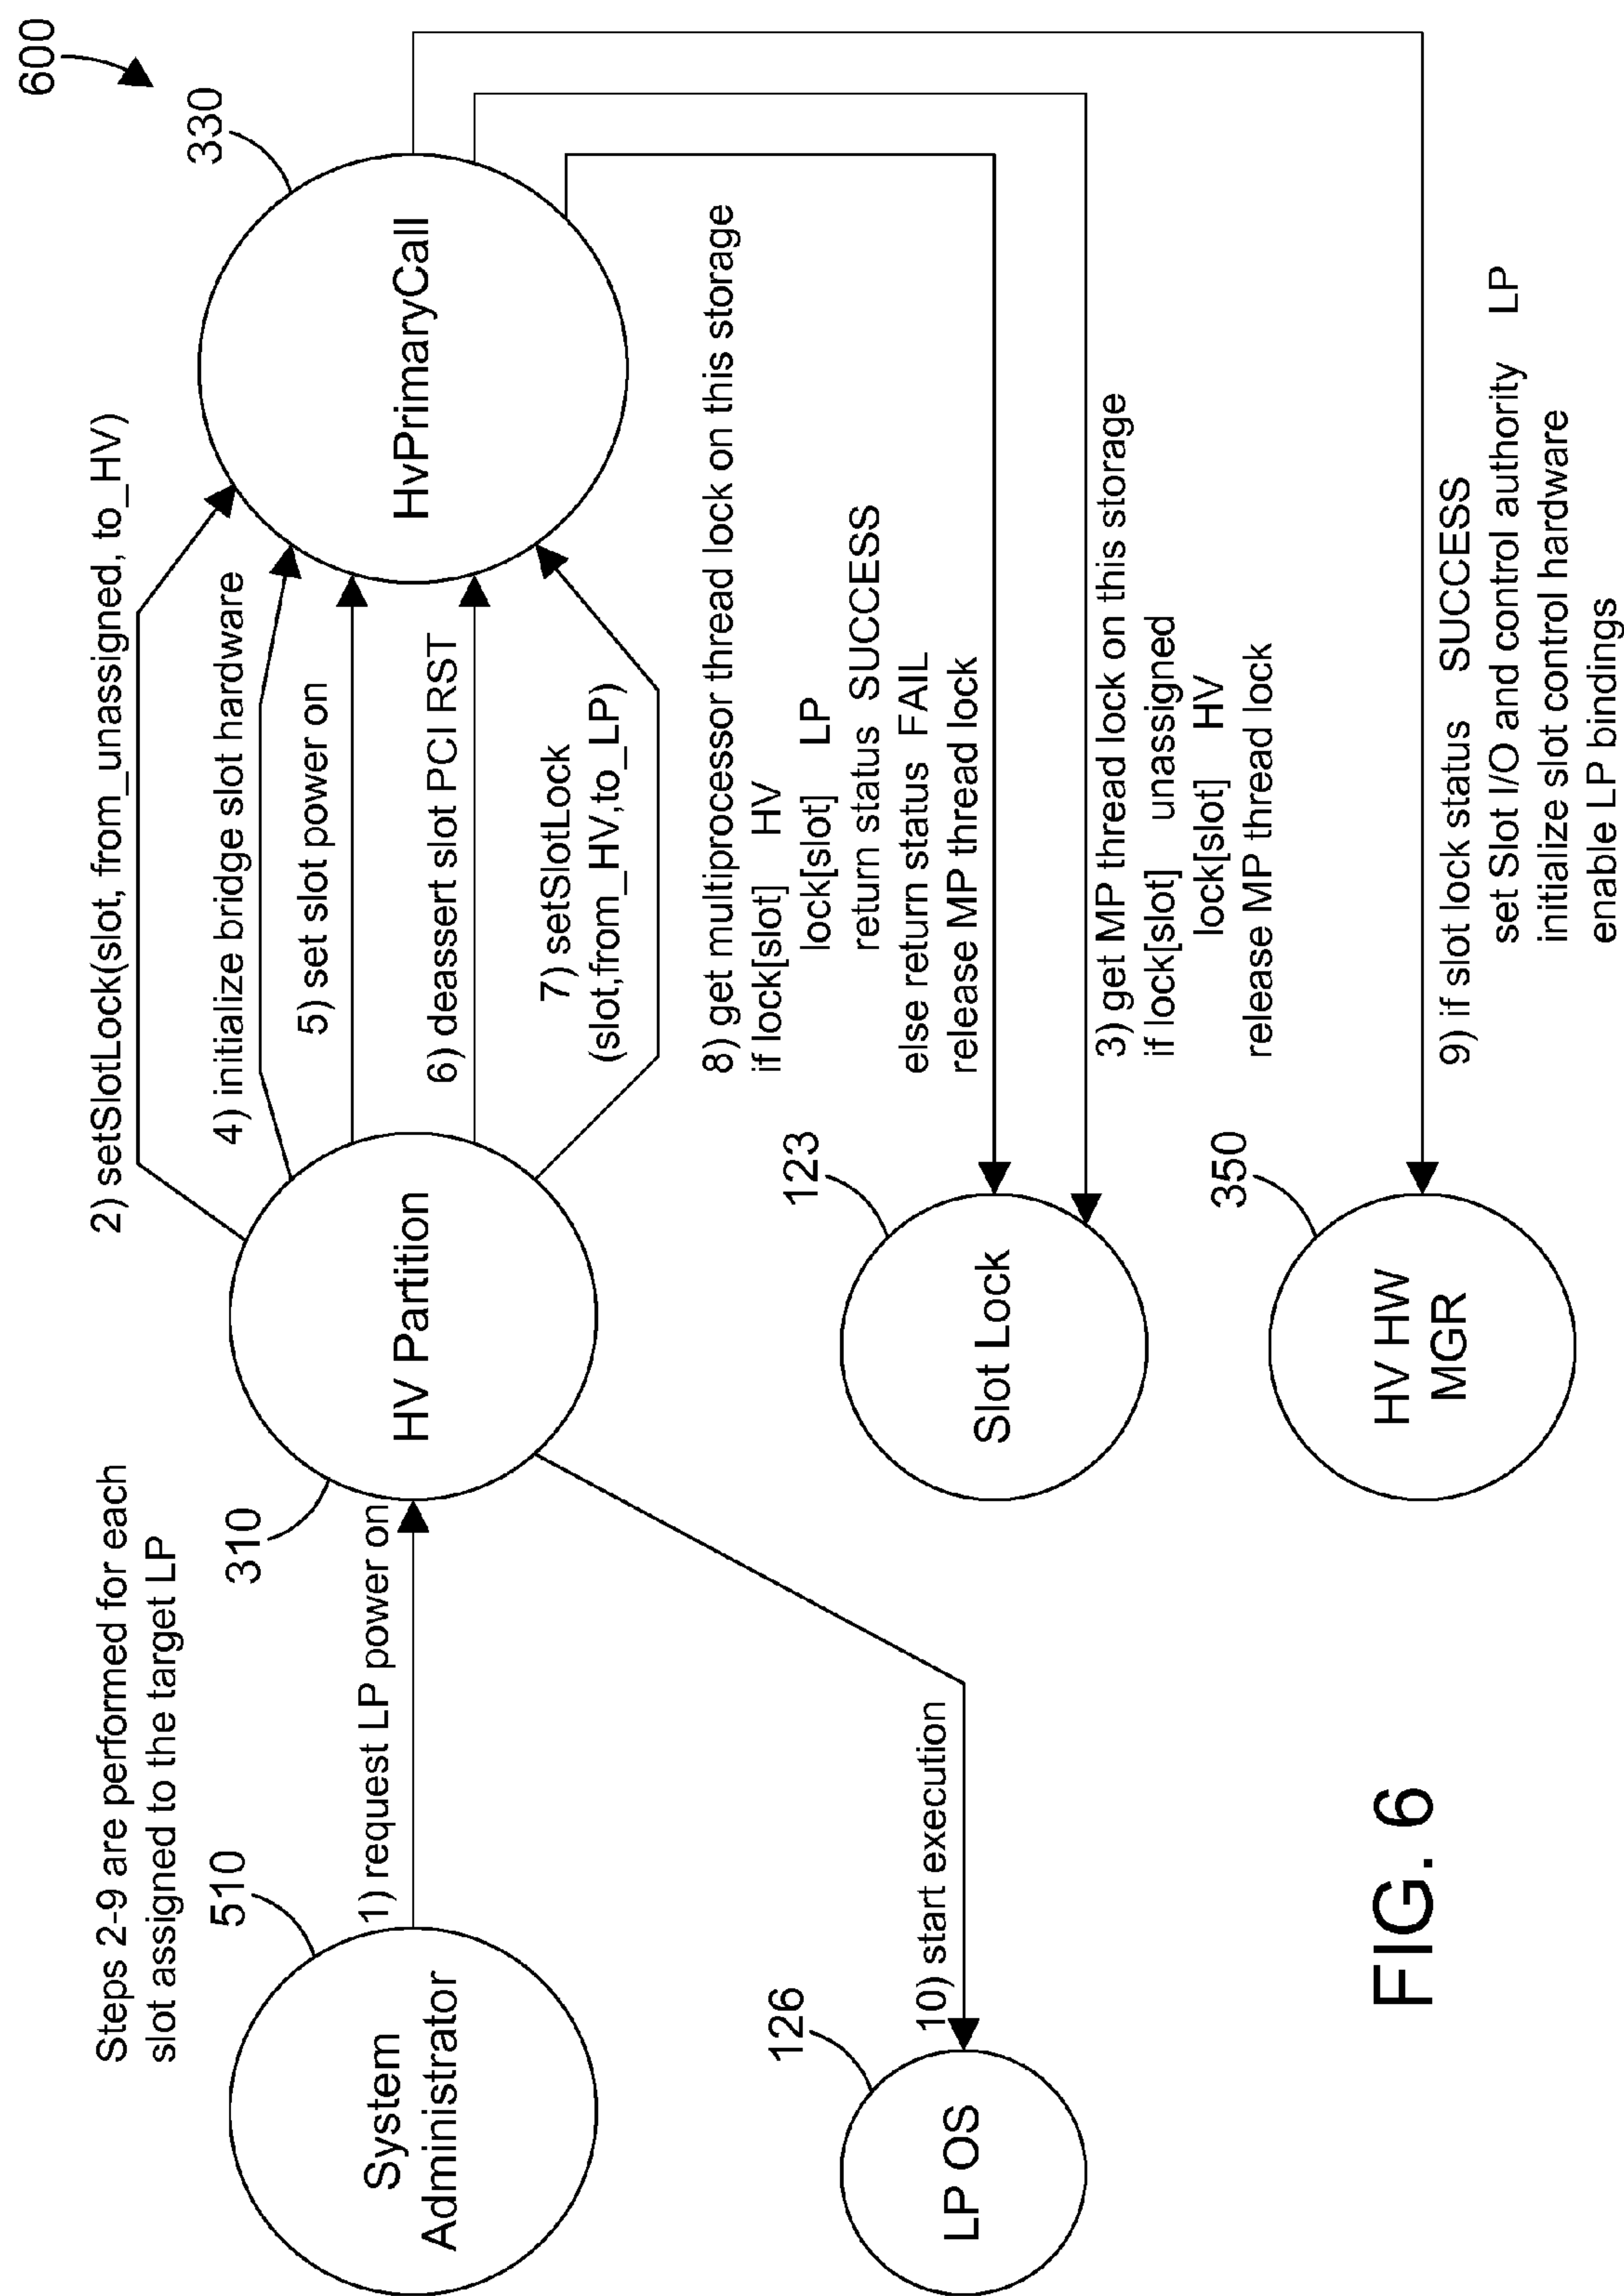 600
Steps 2-9 are performed for each
slot assigned to the target LP
510
System
Administrator
1) request LP power on
310
HV Partition
2) setSlotLock(slot, from_unassigned, to_HV)
4) initialize bridge slot hardware
5) set slot power on
6) deassert slot PCI RST
7) setSlotLock
(slot,from_HV,to_LP)
330
HvPrimaryCall
126
LP OS
10) start execution
123
Slot Lock
8) get multiprocessor thread lock on this storage
if lock[slot] HV
lock[slot] LP
return status SUCCESS
else return status FAIL
release MP thread lock
3) get MP thread lock on this storage
if lock[slot] unassigned
lock[slot] HV
release MP thread lock
350
HV HW
MGR
9) if slot lock status SUCCESS
set Slot I/O and control authority LP
initialize slot control hardware
enable LP bindings
FIG. 6